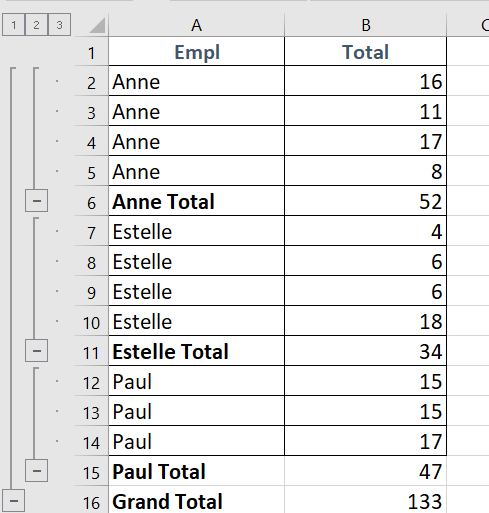 1 2 3 A B C
1 Empl Total
2 Anne 16
3 Anne 11
4 Anne 17
5 Anne 8
6 Anne Total 52
7 Estelle 4
8 Estelle 6
9 Estelle 6
10 Estelle 18
11 Estelle Total 34
12 Paul 15
13 Paul 15
14 Paul 17
15 Paul Total 47
16 Grand Total 133